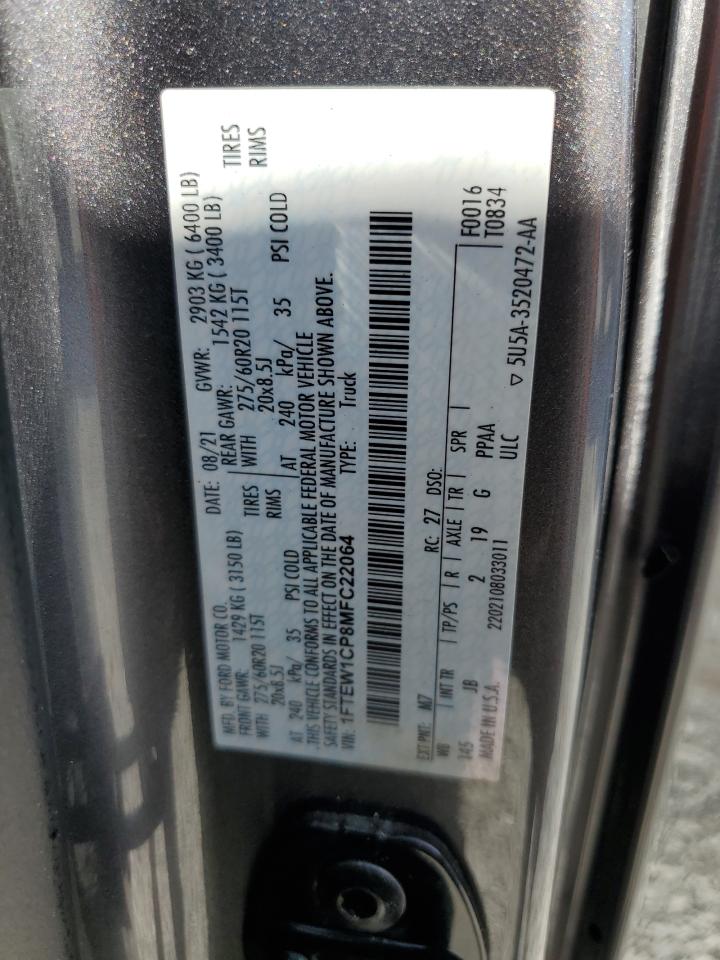 MFD. BY FORD MOTOR CO. DATE: 08/21 GVWR: 2903 KG ( 6400 LB)
FRONT GAWR: 1429 KG ( 3150 LB) REAR GAWR: 1542 KG ( 3400 LB)
WITH 275/60R20 115T TIRES WITH 275/60R20 115T TIRES
20x8.5J RIMS 20x8.5J RIMS
AT 240 kPa/ 35 PSI COLD AT 240 kPa/ 35 PSI COLD
THIS VEHICLE CONFORMS TO ALL APPLICABLE FEDERAL MOTOR VEHICLE
SAFETY STANDARDS IN EFFECT ON THE DATE OF MANUFACTURE SHOWN ABOVE.
VIN: 1FTEW1CP8MFC22064 TYPE: Truck
EXT PNT: M7 RC: 27 DSO:
WB INT TR TP/PS R AXLE TR SPR F0016
145 JB 2 19 G PPAA T0834
MADE IN U.S.A. 2202108033011 ULC
▽ 5U5A-3520472-AA